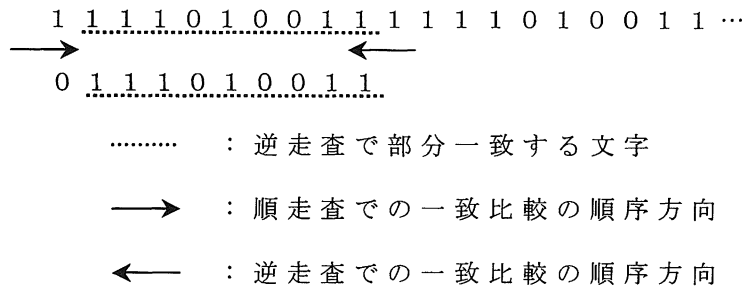 1 1 1 1 0 1 0 0 1 1 1 1 1 1 0 1 0 0 1 1 …
0 1 1 1 0 1 0 0 1 1
………… : 逆走査で部分一致する文字
→ : 順走査での一致比較の順序方向
← : 逆走査での一致比較の順序方向